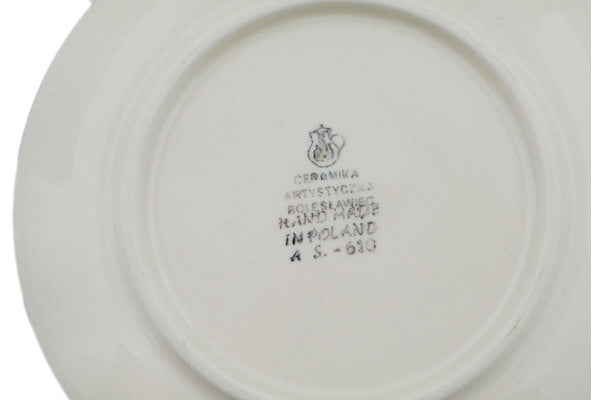 CERAMIKA
ARTYSTYCZNA
BOLESŁAWIEC
HAND MADE
IN POLAND
A S. - 610